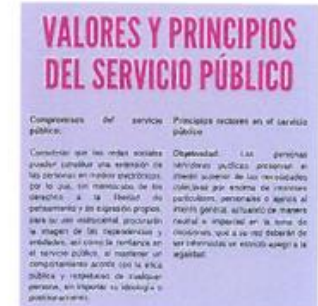 VALORES Y PRINCIPIOS
DEL SERVICIO PÚBLICO
Compromisos del servicio
público:
Considerar que las redes sociales
pueden constituir una extensión de
las personas en medios electrónicos,
por lo que, sin menoscabo de los
derechos a la libertad de
pensamiento y de expresión propios,
para su uso institucional, procurarán
la imagen de las dependencias y
entidades, así como la confianza en
el servicio público, al mantener un
comportamiento acorde con la ética
pública y respetuoso de cualquier
persona, sin importar su ideología o
posicionamiento.
Principios rectores en el servicio
público
Objetividad: Las personas
servidoras públicas preservan el
interés superior de las necesidades
colectivas por encima de intereses
particulares, personales o ajenos al
interés general, actuando de manera
neutral e imparcial en la toma de
decisiones, que a su vez deberán de
ser informadas en estricto apego a la
legalidad.